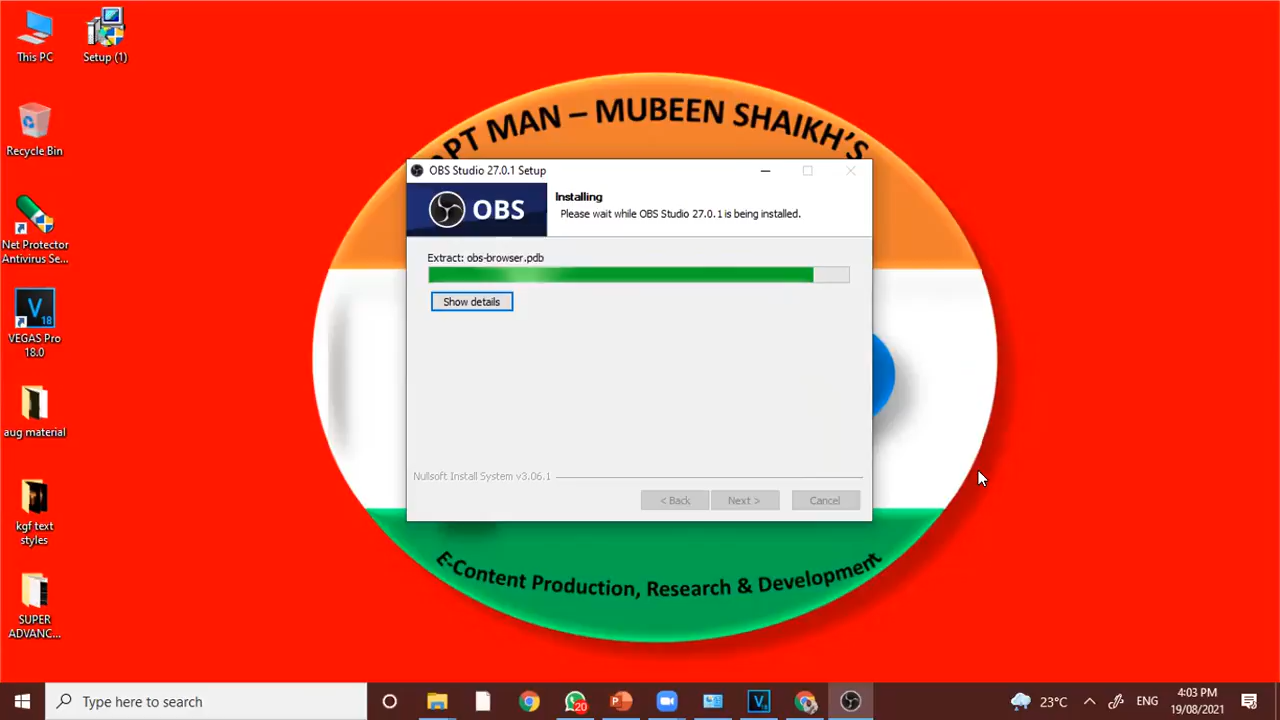 This PC
Setup (1)
Recycle Bin
Net Protector
Antivirus Se...
VEGAS Pro
18.0
aug material
kgf text
styles
SUPER
ADVANC...
MAN – MUBEEN SHAIKH'S
OBS Studio 27.0.1 Setup
OBS
Installing
Please wait while OBS Studio 27.0.1 is being installed.
Extract: obs-browser.pdb
Show details
Nullsoft Install System v3.06.1
< Back
Next >
Cancel
E-Content Production, Research & Development
Type here to search
20
23°C
ENG
4:03 PM
19/08/2021